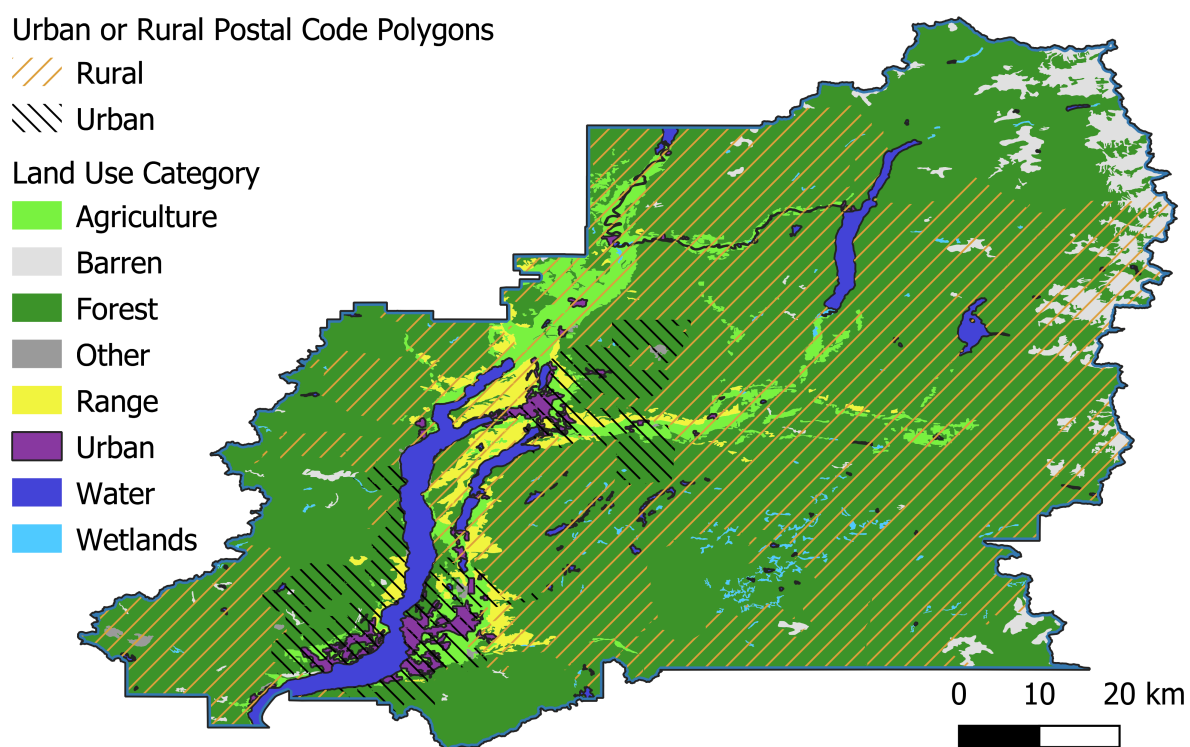 Urban or Rural Postal Code Polygons
Rural
Urban
Land Use Category
Agriculture
Barren
Forest
Other
Range
Urban
Water
Wetlands
0 10 20 km